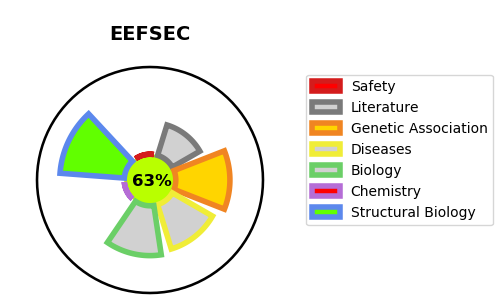 EEFSEC
63%
Safety
Literature
Genetic Association
Diseases
Biology
Chemistry
Structural Biology